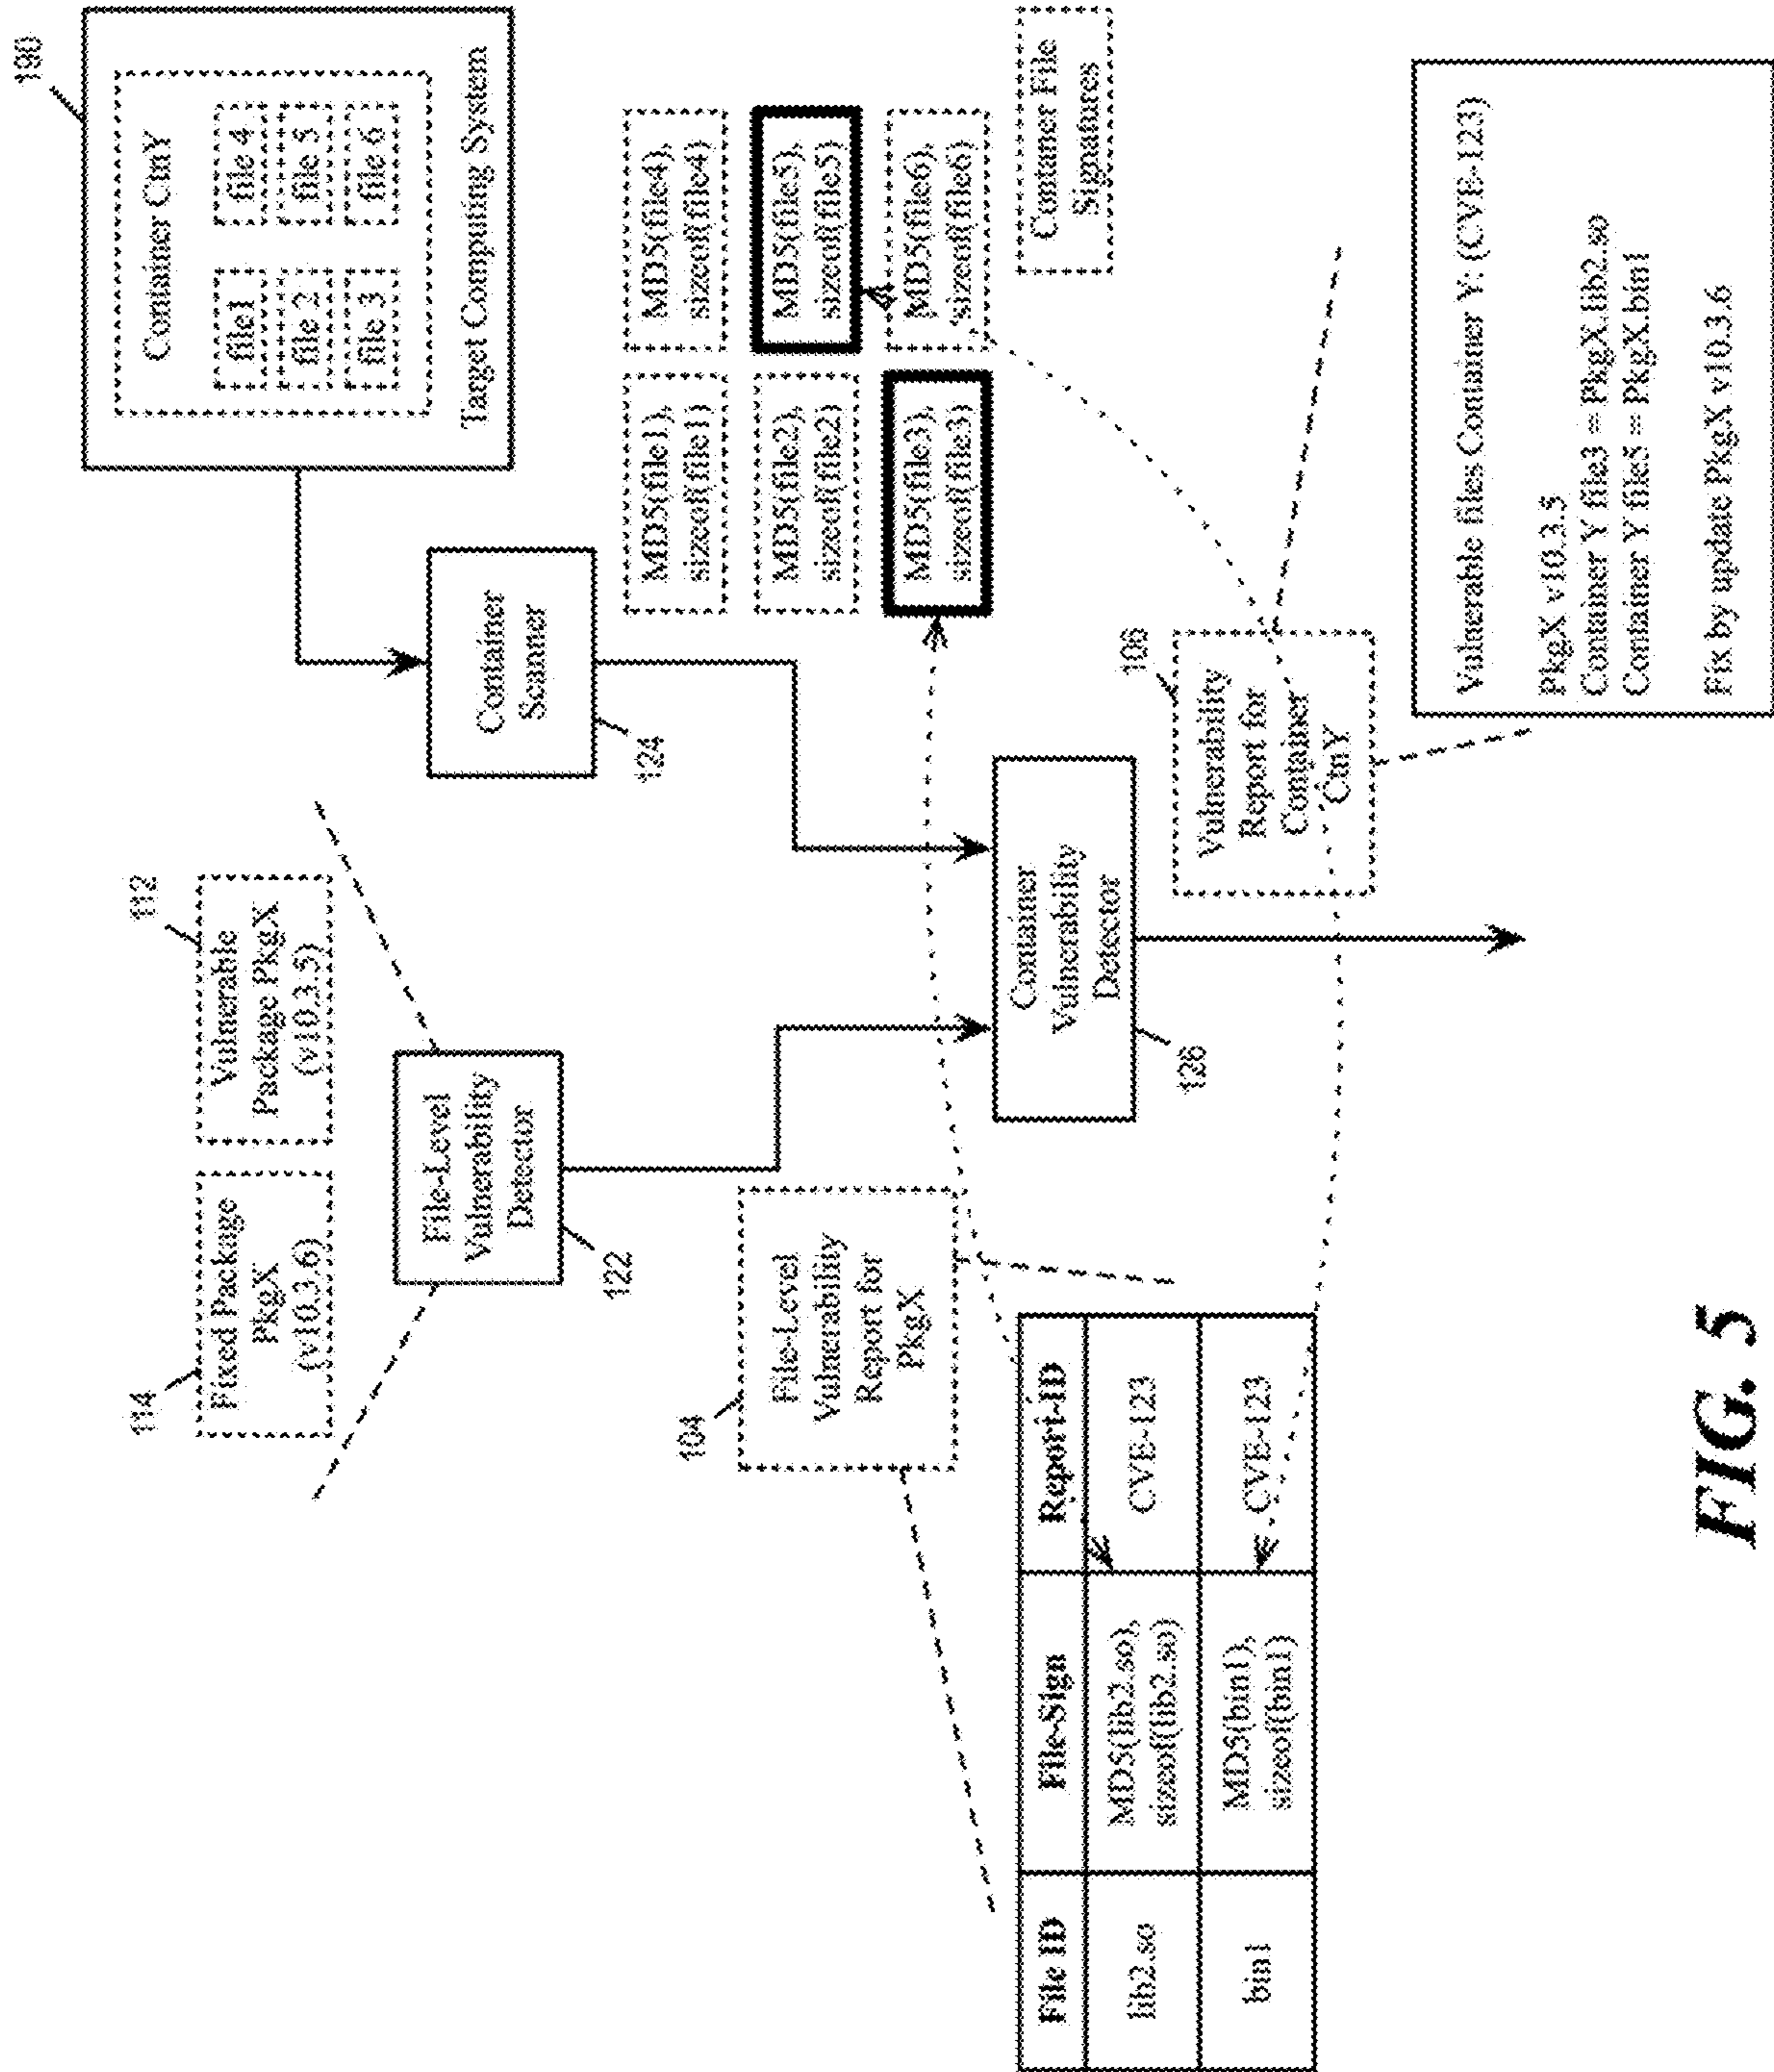 114
Fixed Package
PkgX
(v10.3.6)
112
Vulnerable
Package PkgX
(v10.3.5)
190
Container CtnY
file1
file 4
file 2
file 5
file 3
file 6
Target Computing System
File-Level
Vulnerability
Detector
122
Container
Scanner
124
MD5(file1),
sizeof(file1)
MD5(file4),
sizeof(file4)
MD5(file2),
sizeof(file2)
MD5(file5),
sizeof(file5)
MD5(file3),
sizeof(file3)
MD5(file6),
sizeof(file6)
Container File
Signatures
104
File-Level
Vulnerability
Report for
PkgX
Container
Vulnerability
Detector
126
File ID
File-Sign
Report-ID
lib2.so
MD5(lib2.so),
sizeof(lib2.so)
CVE-123
bin1
MD5(bin1),
sizeof(bin1)
CVE-123
106
Vulnerability
Report for
Container
CtnY
Vulnerable files Container Y: (CVE-123)
PkgX v10.3.5
Container Y file3 = PkgX.lib2.so
Container Y file5 = PkgX.bin1
Fix by update PkgX v10.3.6
FIG. 5